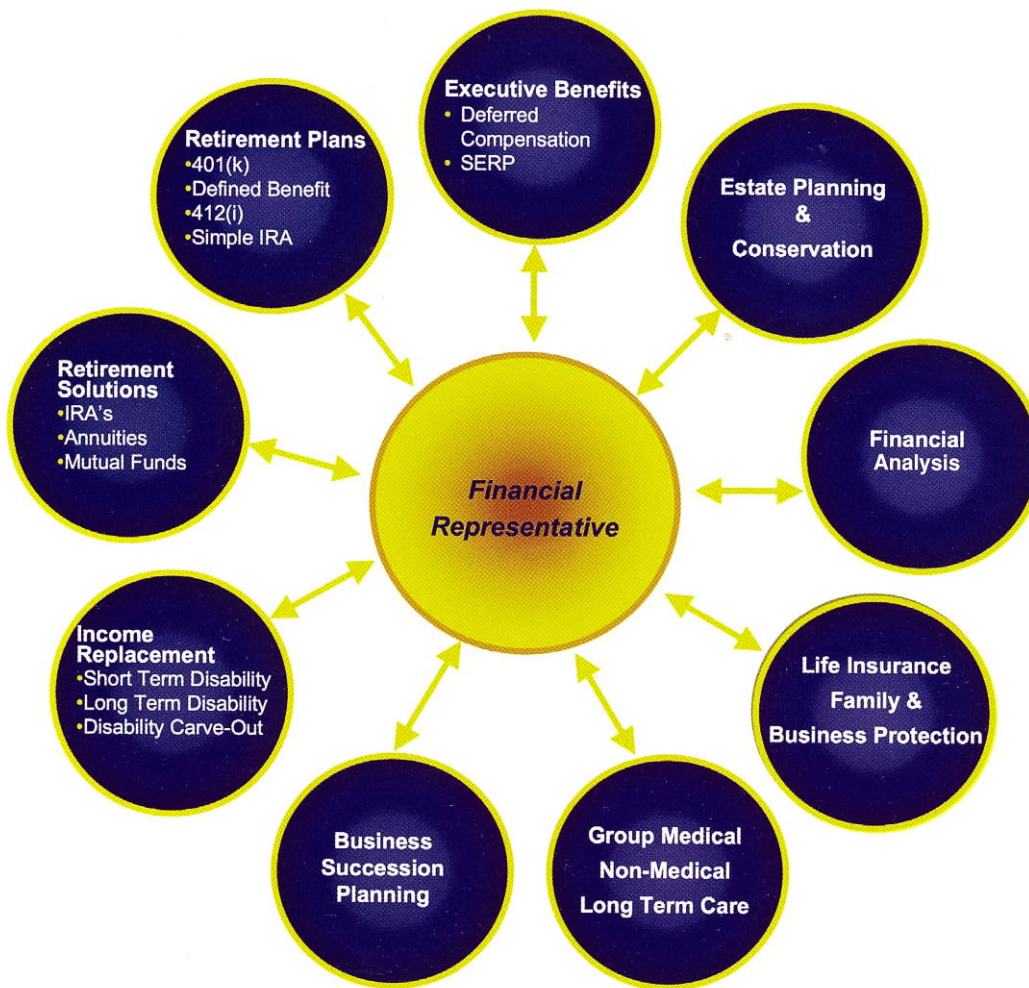 Executive Benefits
• Deferred
Compensation
• SERP
Estate Planning
&
Conservation
Financial
Analysis
Life Insurance
Family &
Business Protection
Group Medical
Non-Medical
Long Term Care
Business
Succession
Planning
Income
Replacement
•Short Term Disability
•Long Term Disability
•Disability Carve-Out
Retirement
Solutions
•IRA's
•Annuities
•Mutual Funds
Retirement Plans
•401(k)
•Defined Benefit
•412(i)
•Simple IRA
Financial
Representative